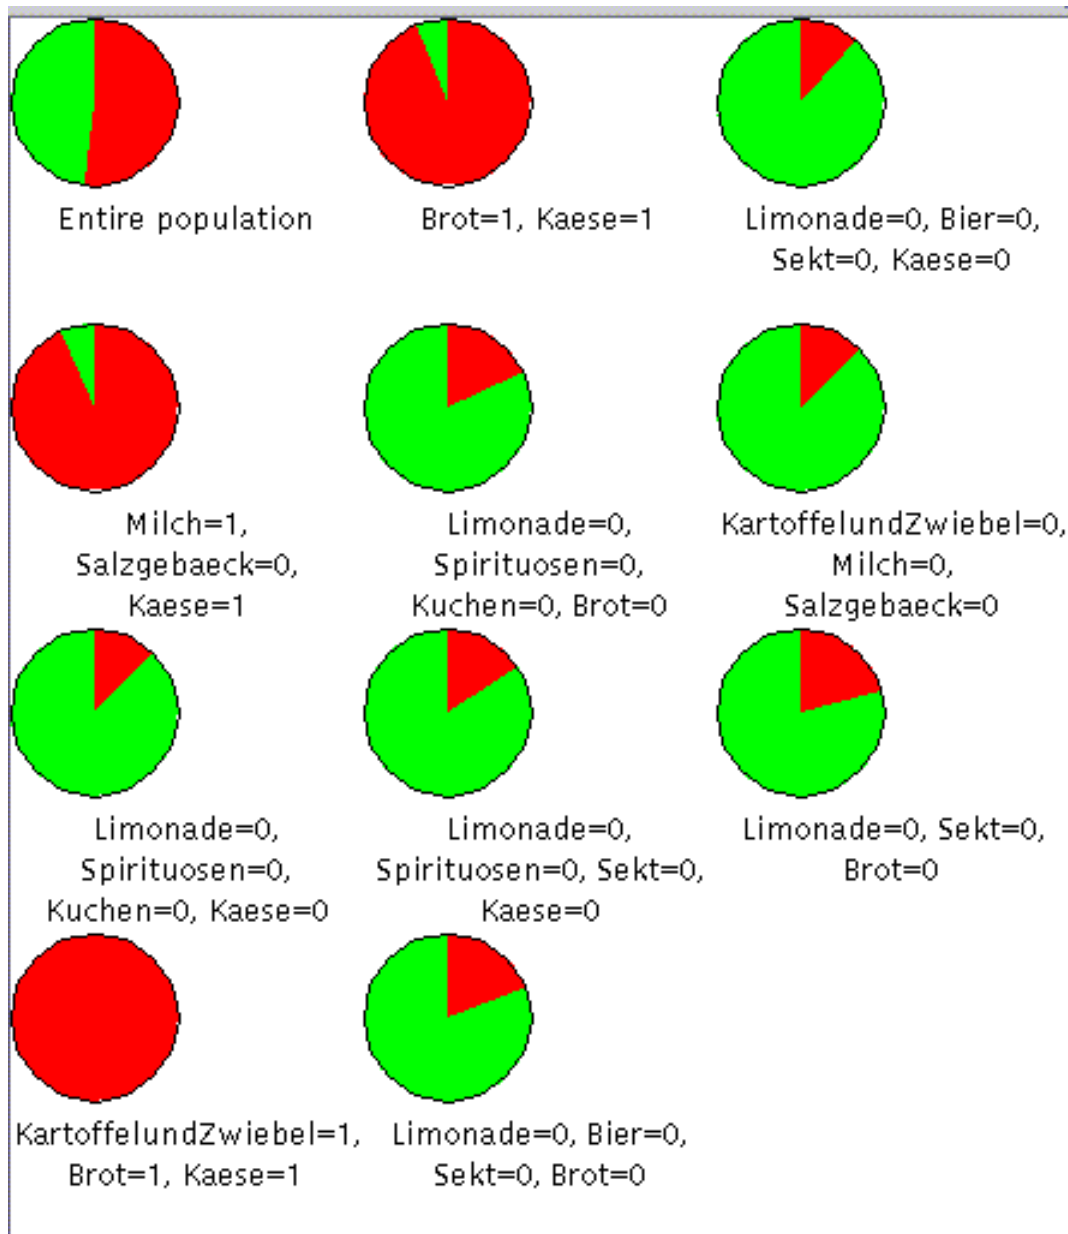 Entire population
Brot=1, Kaese=1
Limonade=0, Bier=0,
Sekt=0, Kaese=0
Milch=1,
Salzgebaeck=0,
Kaese=1
Limonade=0,
Spirituosen=0,
Kuchen=0, Brot=0
KartoffelundZwiebel=0,
Milch=0,
Salzgebaeck=0
Limonade=0,
Spirituosen=0,
Kuchen=0, Kaese=0
Limonade=0,
Spirituosen=0, Sekt=0,
Kaese=0
Limonade=0, Sekt=0,
Brot=0
KartoffelundZwiebel=1,
Brot=1, Kaese=1
Limonade=0, Bier=0,
Sekt=0, Brot=0